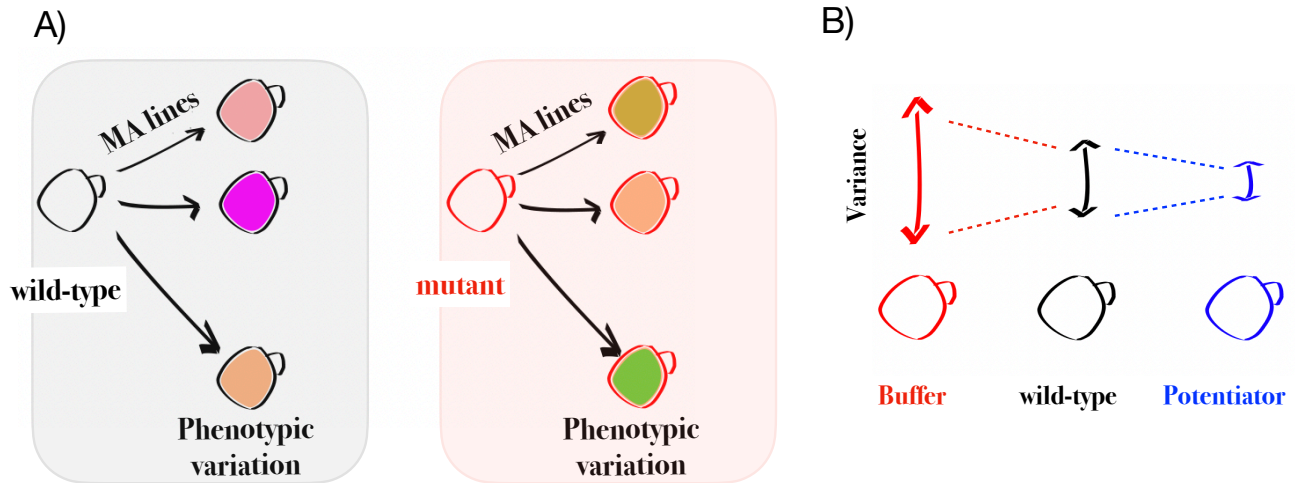 A)
MA lines
wild-type
Phenotypic
variation
MA lines
mutant
Phenotypic
variation
B)
Variance
Buffer
wild-type
Potentiator